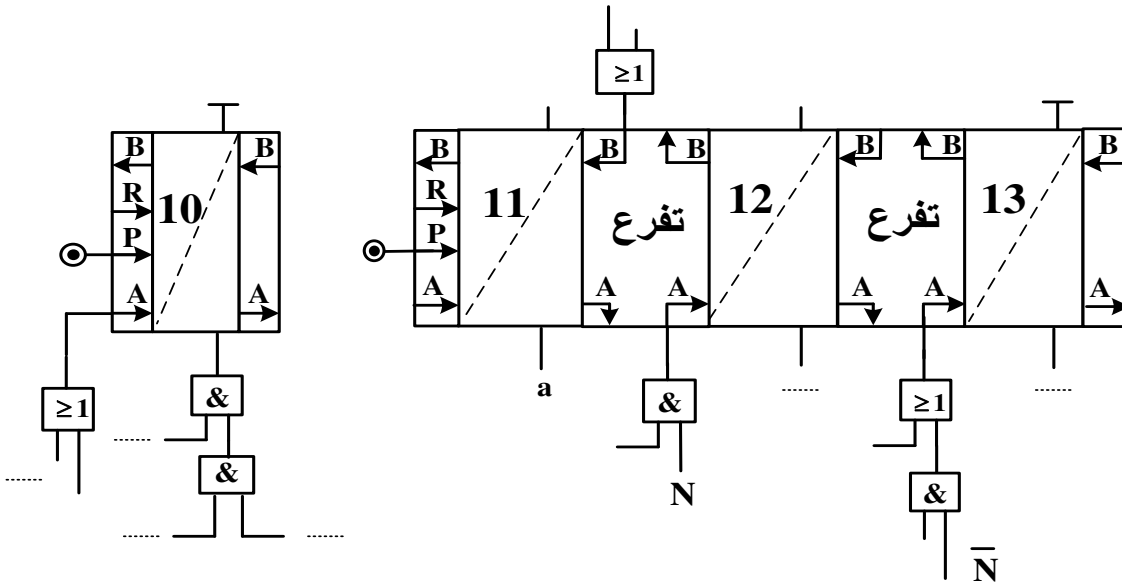 ≥1
B B
R
10
P
A A
≥1
&
........
&
........
........ ........
B B B B B B
R
11 12 13
P
تفرع تفرع
A A A A A A
a
........
........
&
≥1
N
........
&
N̅